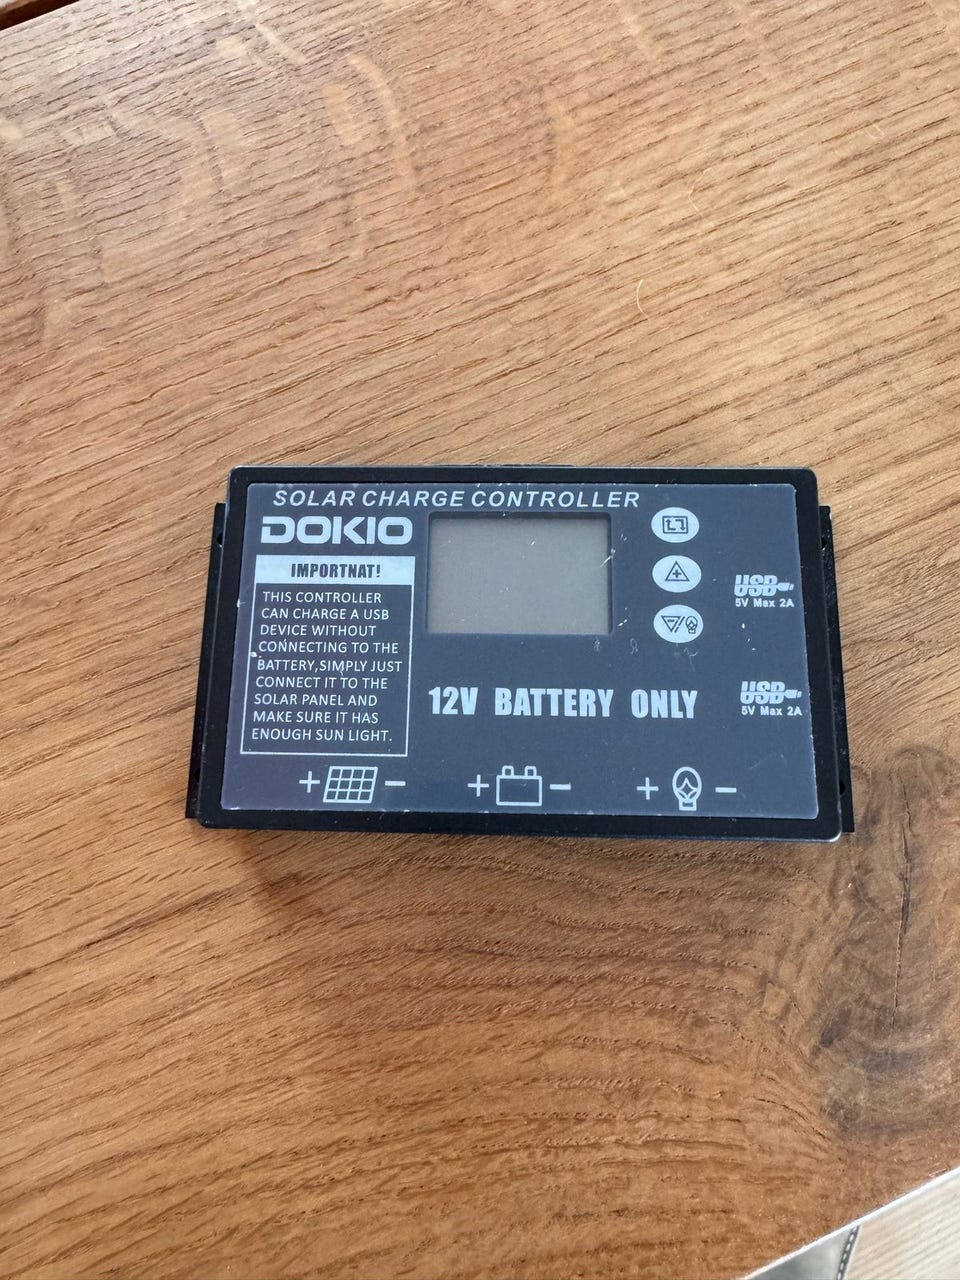 SOLAR CHARGE CONTROLLER
DOKIO
IMPORTNAT!
THIS CONTROLLER
CAN CHARGE A USB
DEVICE WITHOUT
CONNECTING TO THE
BATTERY,SIMPLY JUST
CONNECT IT TO THE
SOLAR PANEL AND
MAKE SURE IT HAS
ENOUGH SUN LIGHT.
USB
5V Max 2A
12V BATTERY ONLY
USB
5V Max 2A
+ −
+ −
+ −